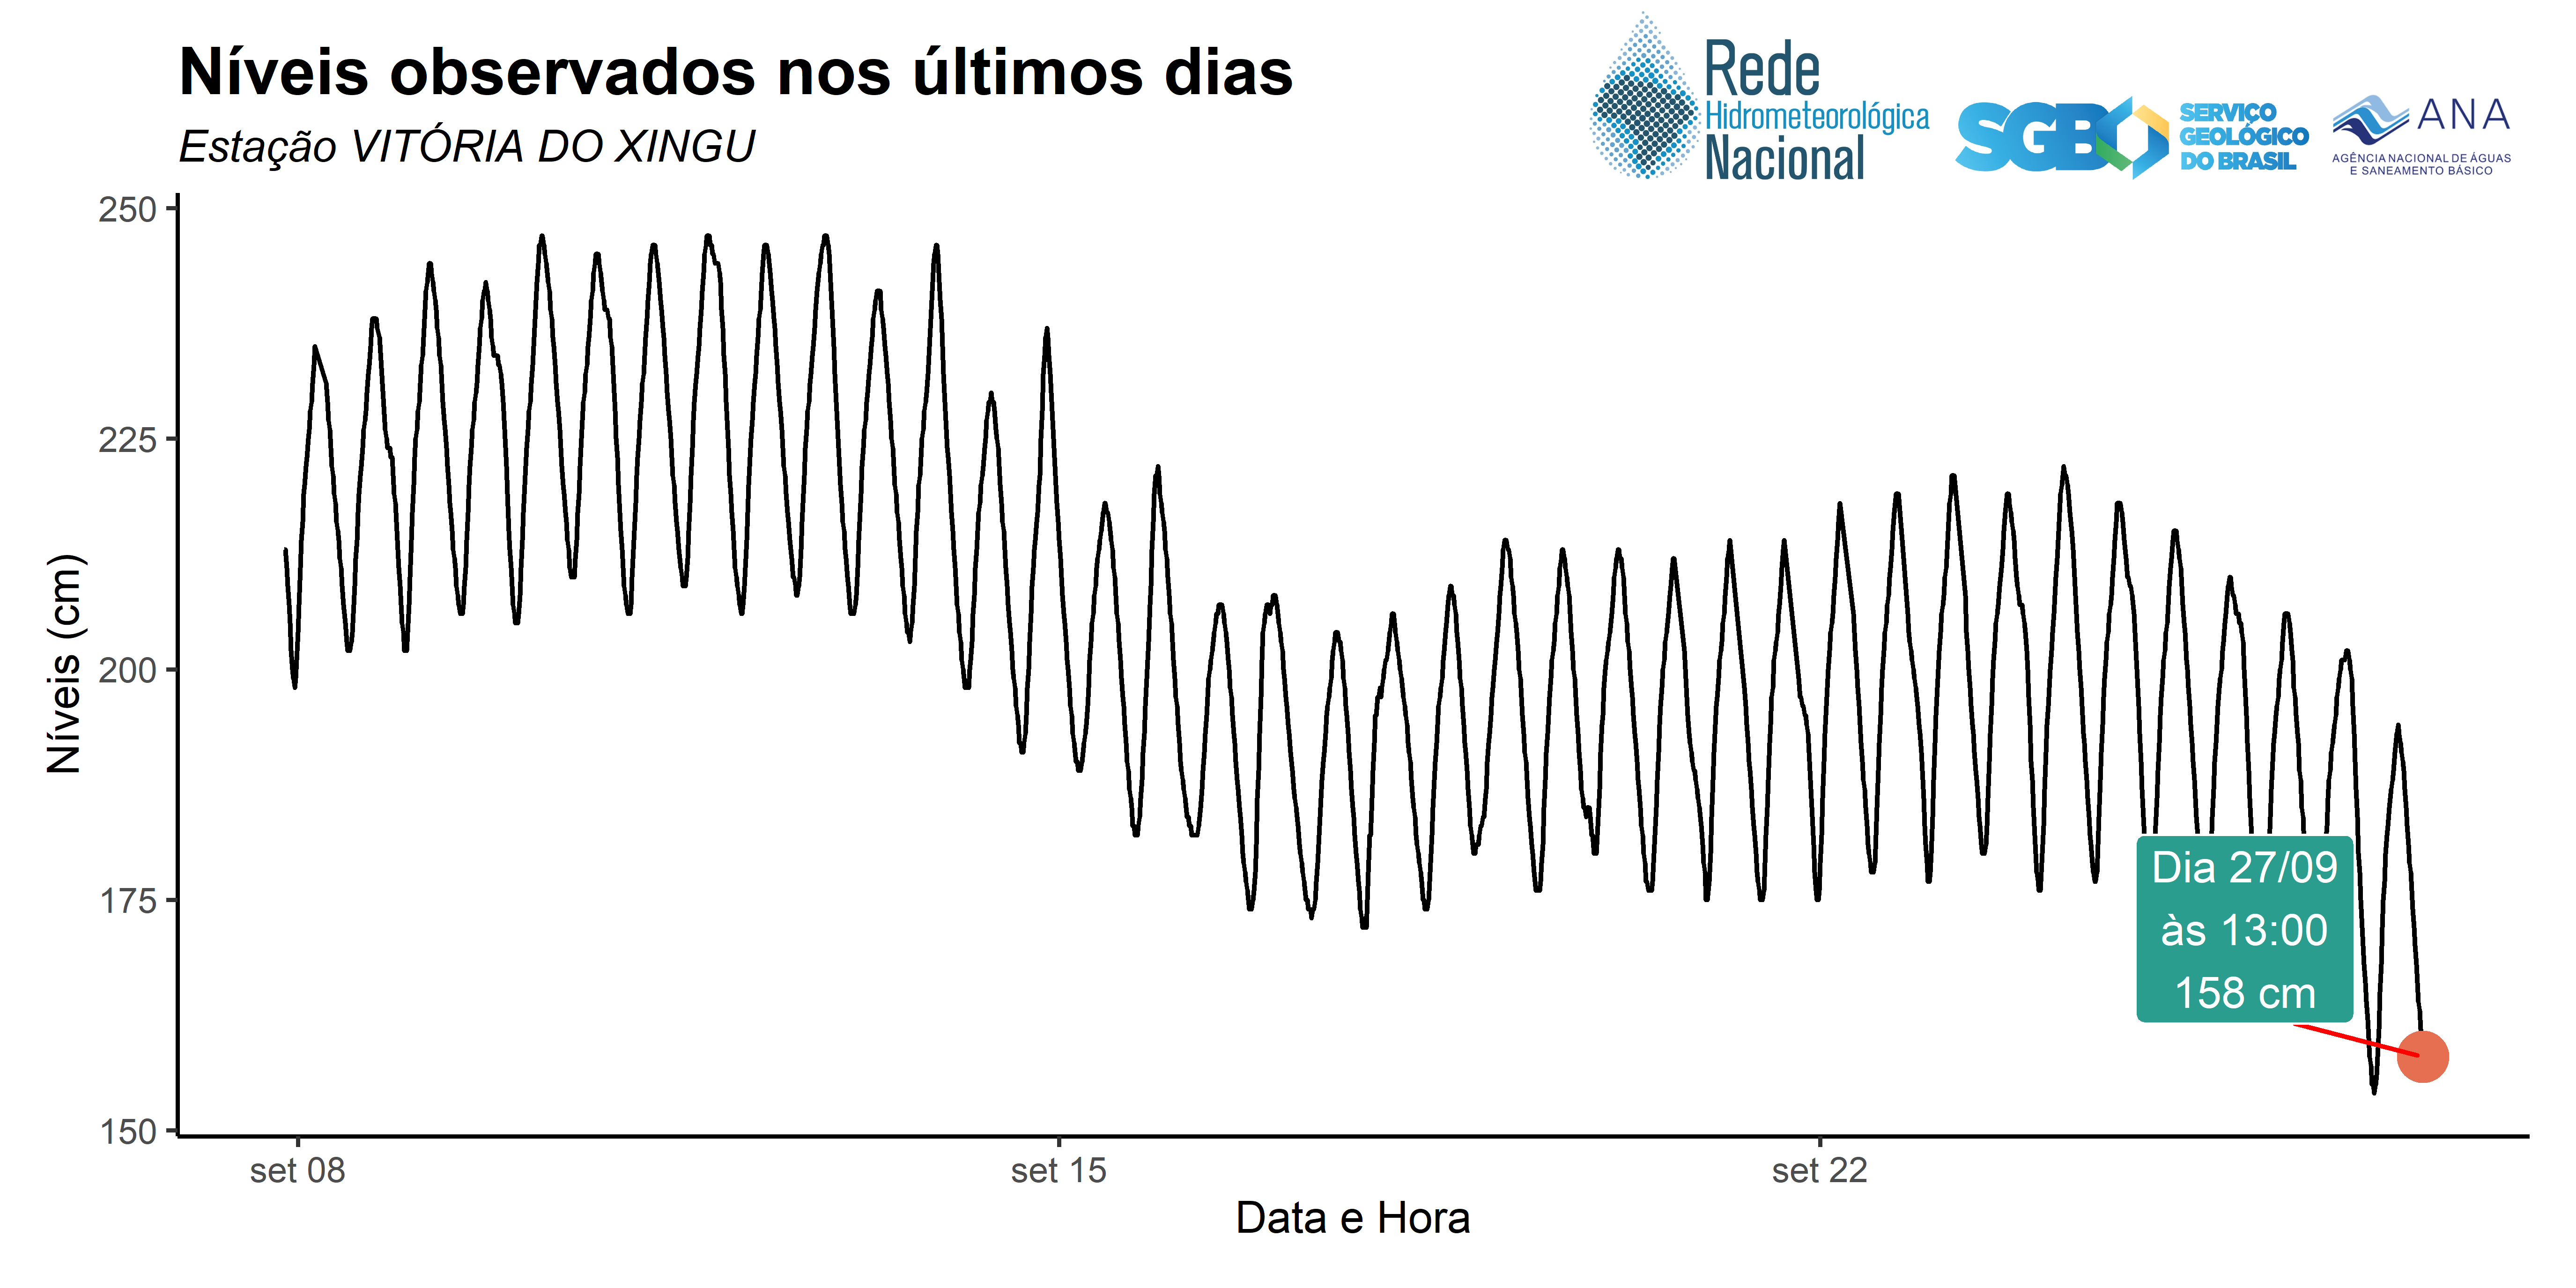 Níveis observados nos últimos dias
Estação VITÓRIA DO XINGU
Rede
Hidrometeorológica
Nacional
SGB
SERVIÇO
GEOLÓGICO
DO BRASIL
ANA
AGÊNCIA NACIONAL DE ÁGUAS
E SANEAMENTO BÁSICO
Níveis (cm)
250
225
200
175
150
Dia 27/09
às 13:00
158 cm
set 08
set 15
set 22
Data e Hora